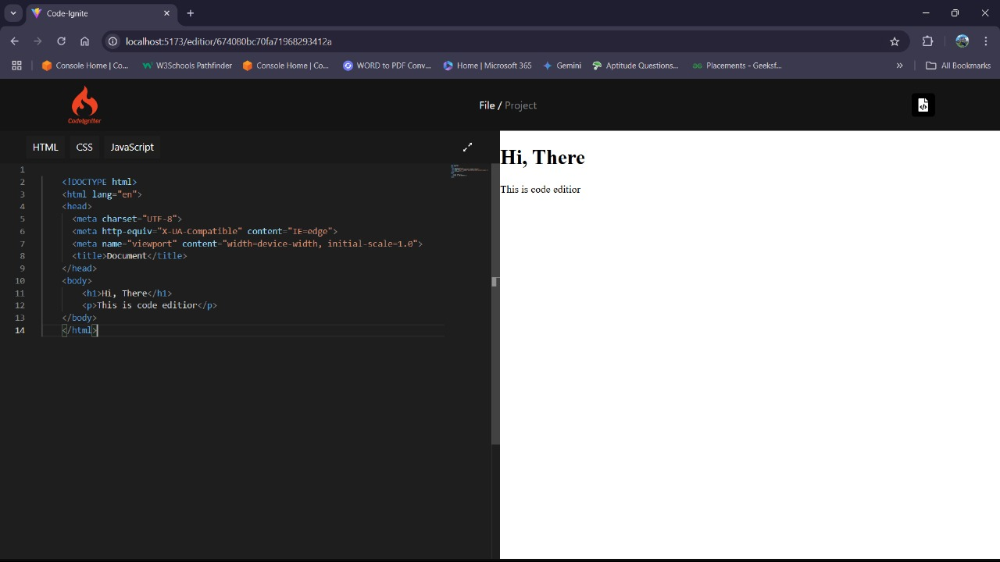 Code-Ignite
localhost:5173/editior/674080bc70fa71968293412a
Console Home | Co... W3Schools Pathfinder Console Home | Co... WORD to PDF Conv... Home | Microsoft 365 Gemini Aptitude Questions... Placements - Geeksf... » All Bookmarks
CodeIgniter
File / Project
HTML CSS JavaScript
1
2 <!DOCTYPE html>
3 <html lang="en">
4 <head>
5 <meta charset="UTF-8">
6 <meta http-equiv="X-UA-Compatible" content="IE=edge">
7 <meta name="viewport" content="width=device-width, initial-scale=1.0">
8 <title>Document</title>
9 </head>
10 <body>
11 <h1>Hi, There</h1>
12 <p>This is code editior</p>
13 </body>
14 </html>
Hi, There
This is code editior